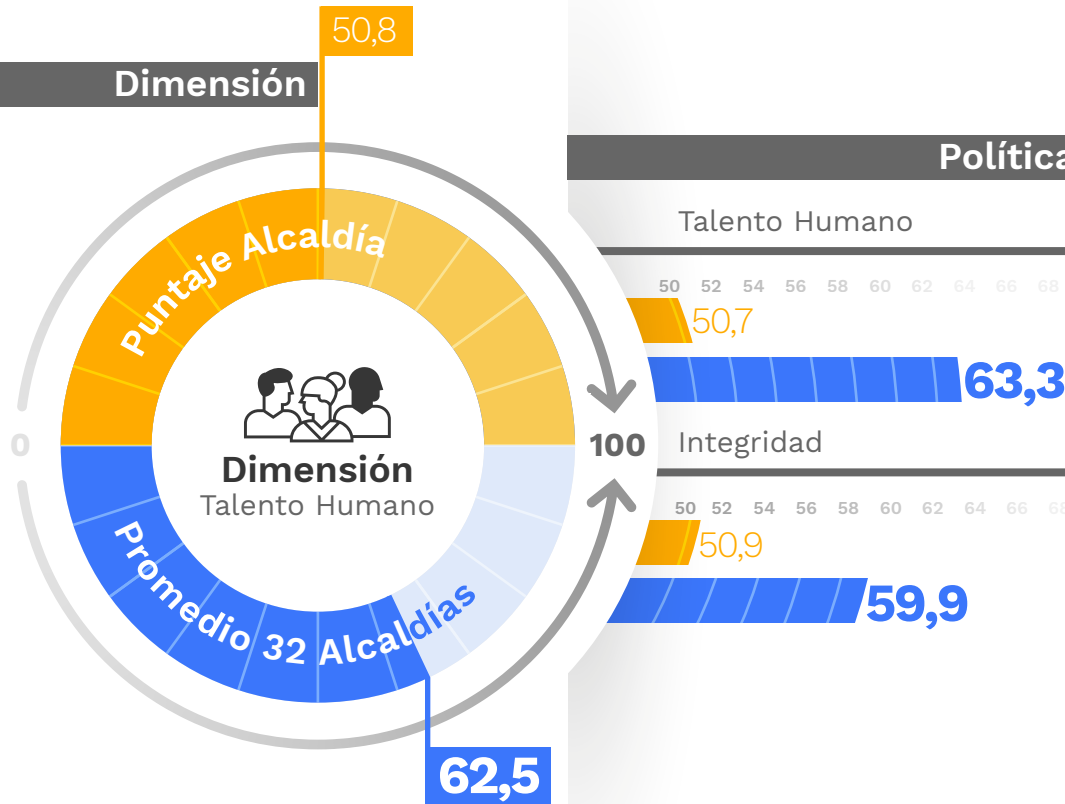 50,8
Dimensión
Puntaje Alcaldía
0
100
Dimensión
Talento Humano
Promedio 32 Alcaldías
62,5
Política
Talento Humano
50 52 54 56 58 60 62 64 66 68
50,7
63,3
Integridad
50 52 54 56 58 60 62 64 66 68
50,9
59,9